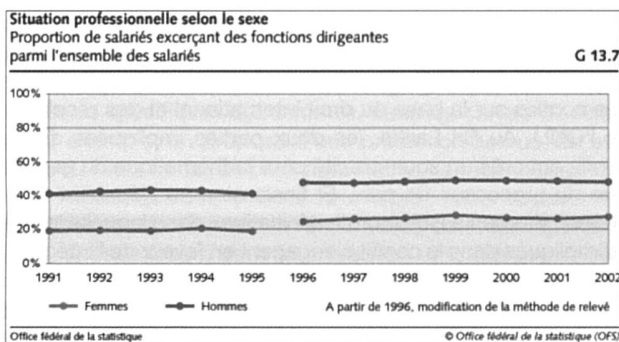 Situation professionnelle selon le sexe
Proportion de salariés excerçant des fonctions dirigeantes
parmi l'ensemble des salariés G 13.7
100%
80%
60%
40%
20%
0%
1991 1992 1993 1994 1995 1996 1997 1998 1999 2000 2001 2002
Femmes Hommes A partir de 1996, modification de la méthode de relevé
Office fédéral de la statistique © Office fédéral de la statistique (OFS)